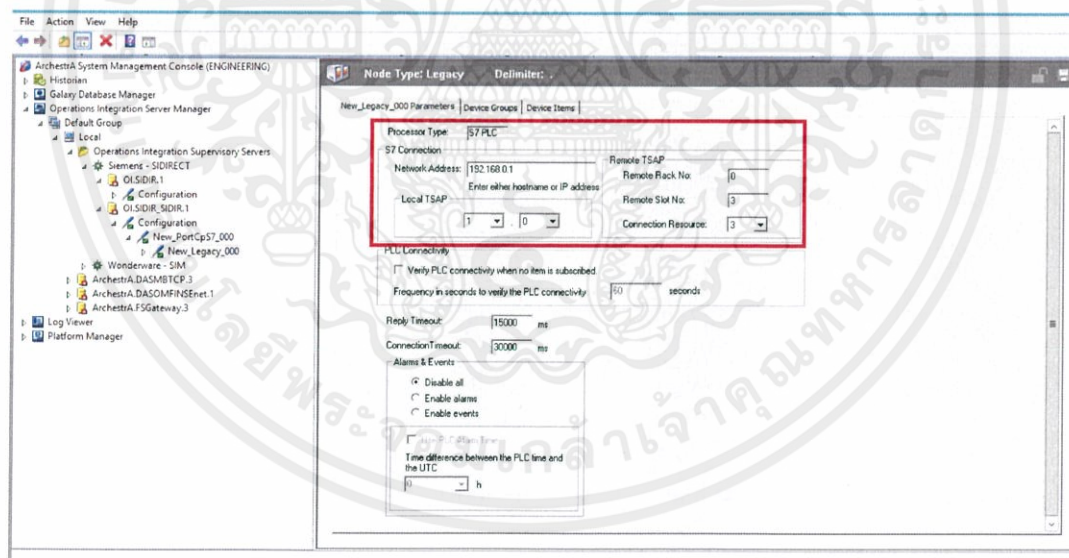 File Action View Help
ArchestrA System Management Console (ENGINEERING)
Historian
Galaxy Database Manager
Operations Integration Server Manager
Default Group
Local
Operations Integration Supervisory Servers
Siemens - SIDIRECT
OI.SIDIR.1
Configuration
OI.SIDIR_SIDIR.1
Configuration
New_PortCpS7_000
New_Legacy_000
Wonderware - SIM
ArchestrA.DASMBTCP.3
ArchestrA.DASOMFINSEnet.1
ArchestrA.FSGateway.3
Log Viewer
Platform Manager
Node Type: Legacy Delimiter: .
New_Legacy_000 Parameters Device Groups Device Items
Processor Type: S7 PLC
S7 Connection
Network Address: 192.168.0.1
Enter either hostname or IP address
Local TSAP
1 . 0
Remote TSAP
Remote Rack No: 0
Remote Slot No: 3
Connection Resource: 3
PLC Connectivity
Verify PLC connectivity when no item is subscribed
Frequency in seconds to verify the PLC connectivity 60 seconds
Reply Timeout: 15000 ms
ConnectionTimeout: 30000 ms
Alarms & Events
Disable all
Enable alarms
Enable events
Time difference between the PLC time and
the UTC
0 h